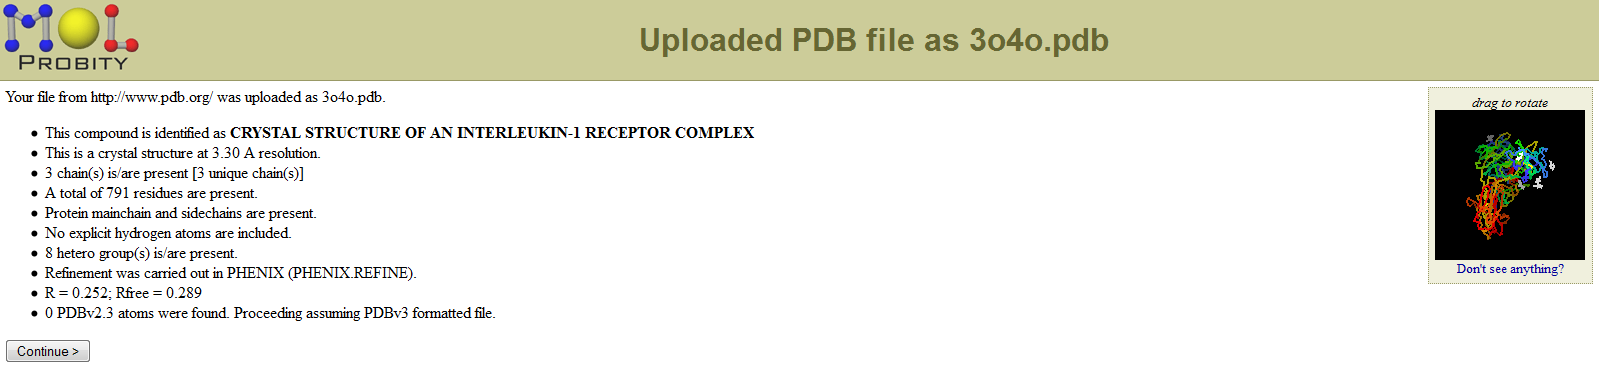 MOL
PROBITY
Uploaded PDB file as 3o4o.pdb
Your file from http://www.pdb.org/ was uploaded as 3o4o.pdb.
• This compound is identified as CRYSTAL STRUCTURE OF AN INTERLEUKIN-1 RECEPTOR COMPLEX
• This is a crystal structure at 3.30 A resolution.
• 3 chain(s) is/are present [3 unique chain(s)]
• A total of 791 residues are present.
• Protein mainchain and sidechains are present.
• No explicit hydrogen atoms are included.
• 8 hetero group(s) is/are present.
• Refinement was carried out in PHENIX (PHENIX.REFINE).
• R = 0.252; Rfree = 0.289
• 0 PDBv2.3 atoms were found. Proceeding assuming PDBv3 formatted file.
Continue >
drag to rotate
Don't see anything?